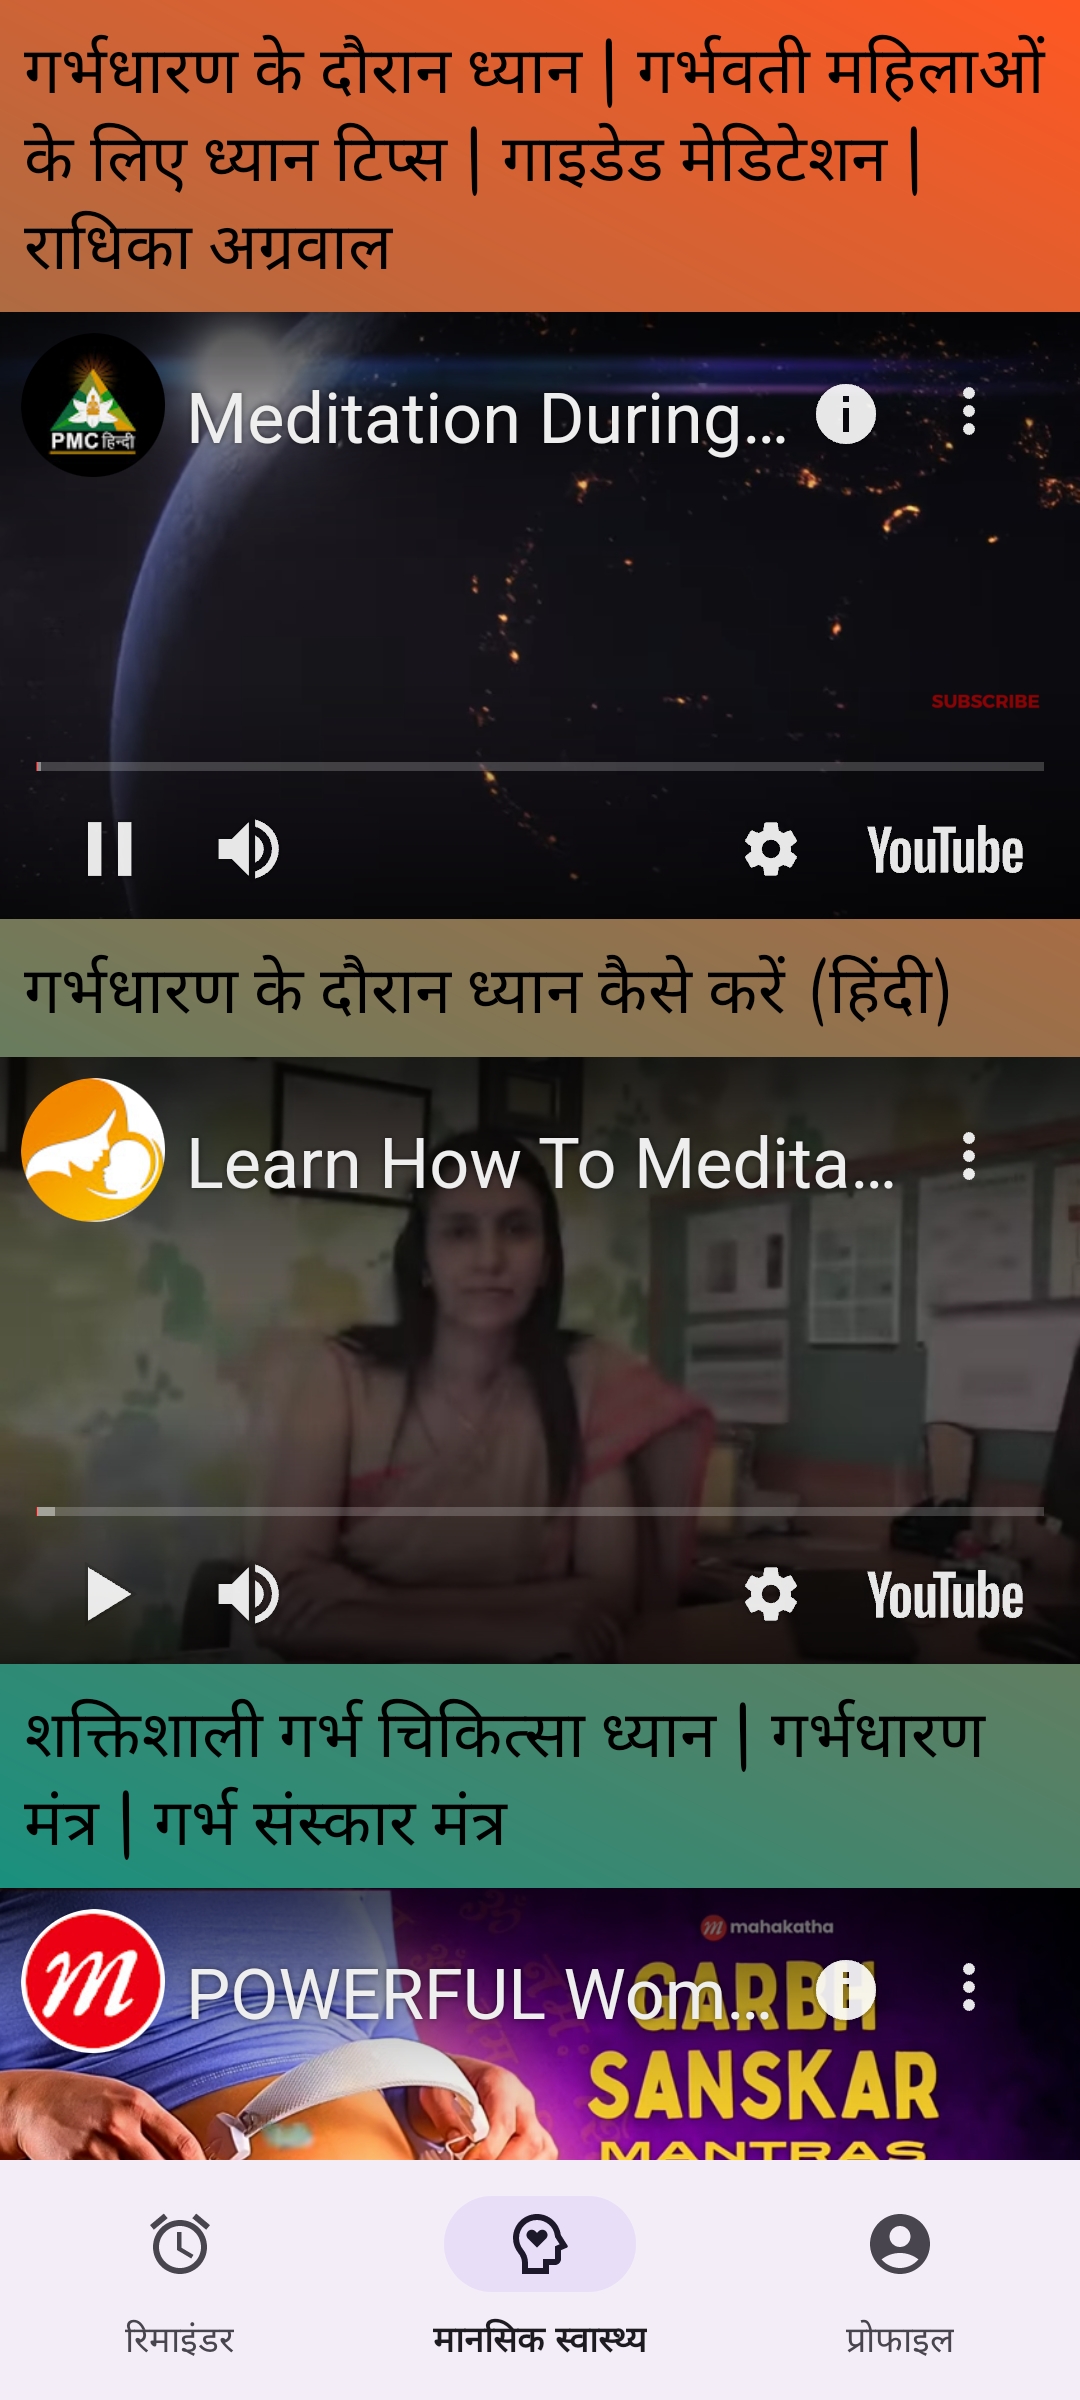 गर्भधारण के दौरान ध्यान | गर्भवती महिलाओं
के लिए ध्यान टिप्स | गाइडेड मेडिटेशन |
राधिका अग्रवाल
PMC हिन्दी
Meditation During...
SUBSCRIBE
YouTube
गर्भधारण के दौरान ध्यान कैसे करें (हिंदी)
Learn How To Medita...
YouTube
शक्तिशाली गर्भ चिकित्सा ध्यान | गर्भधारण
मंत्र | गर्भ संस्कार मंत्र
m mahakatha
m
POWERFUL Wom...
GARBH
SANSKAR
MANTRAS
रिमाइंडर
मानसिक स्वास्थ्य
प्रोफाइल